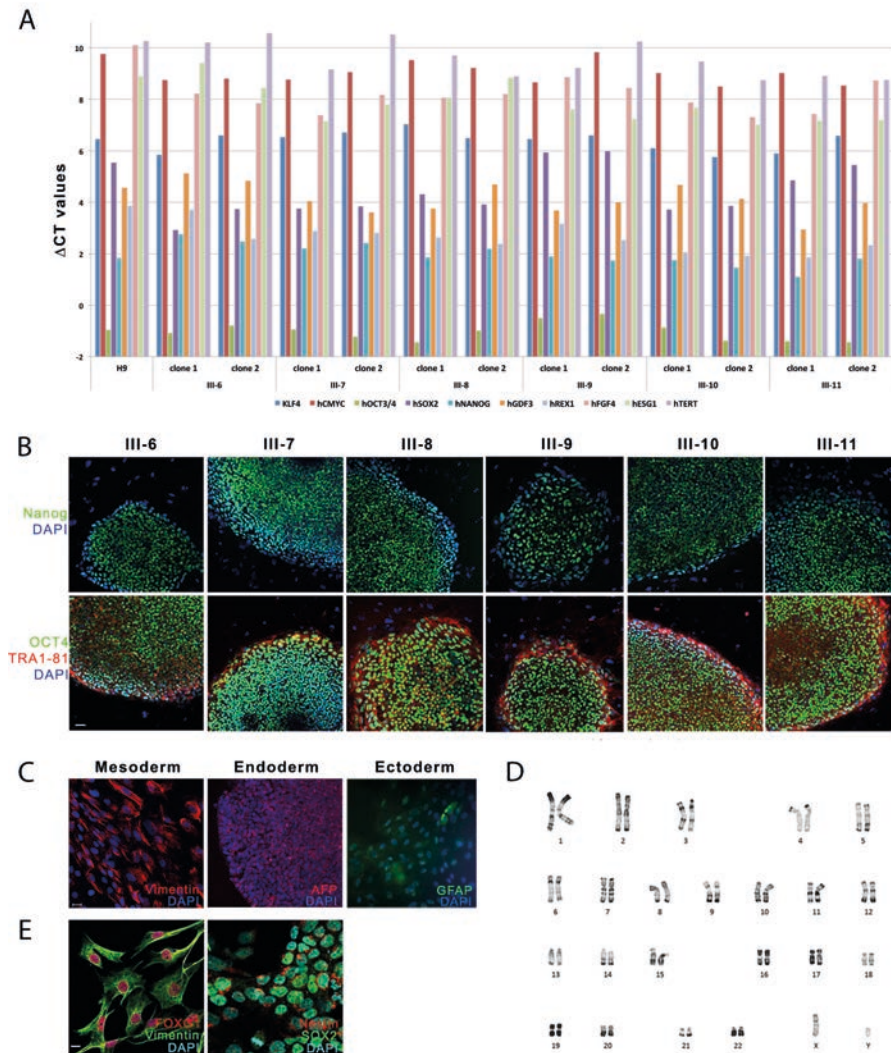 A
ΔCT values
10
8
6
4
2
0
-2
H9 clone 1 clone 2 clone 1 clone 2 clone 1 clone 2 clone 1 clone 2 clone 1 clone 2 clone 1 clone 2
III-6 III-7 III-8 III-9 III-10 III-11
KLF4 hCMYC hOCT3/4 hSOX2 hNANOG hGDF3 hREX1 hFGF4 hESG1 hTERT
B
III-6 III-7 III-8 III-9 III-10 III-11
Nanog
DAPI
OCT4
TRA1-81
DAPI
C
Mesoderm Endoderm Ectoderm
Vimentin AFP GFAP
DAPI DAPI DAPI
D
1 2 3 4 5
6 7 8 9 10 11 12
13 14 15 16 17 18
19 20 21 22 X Y
E
Vimentin SOX2
DAPI DAPI